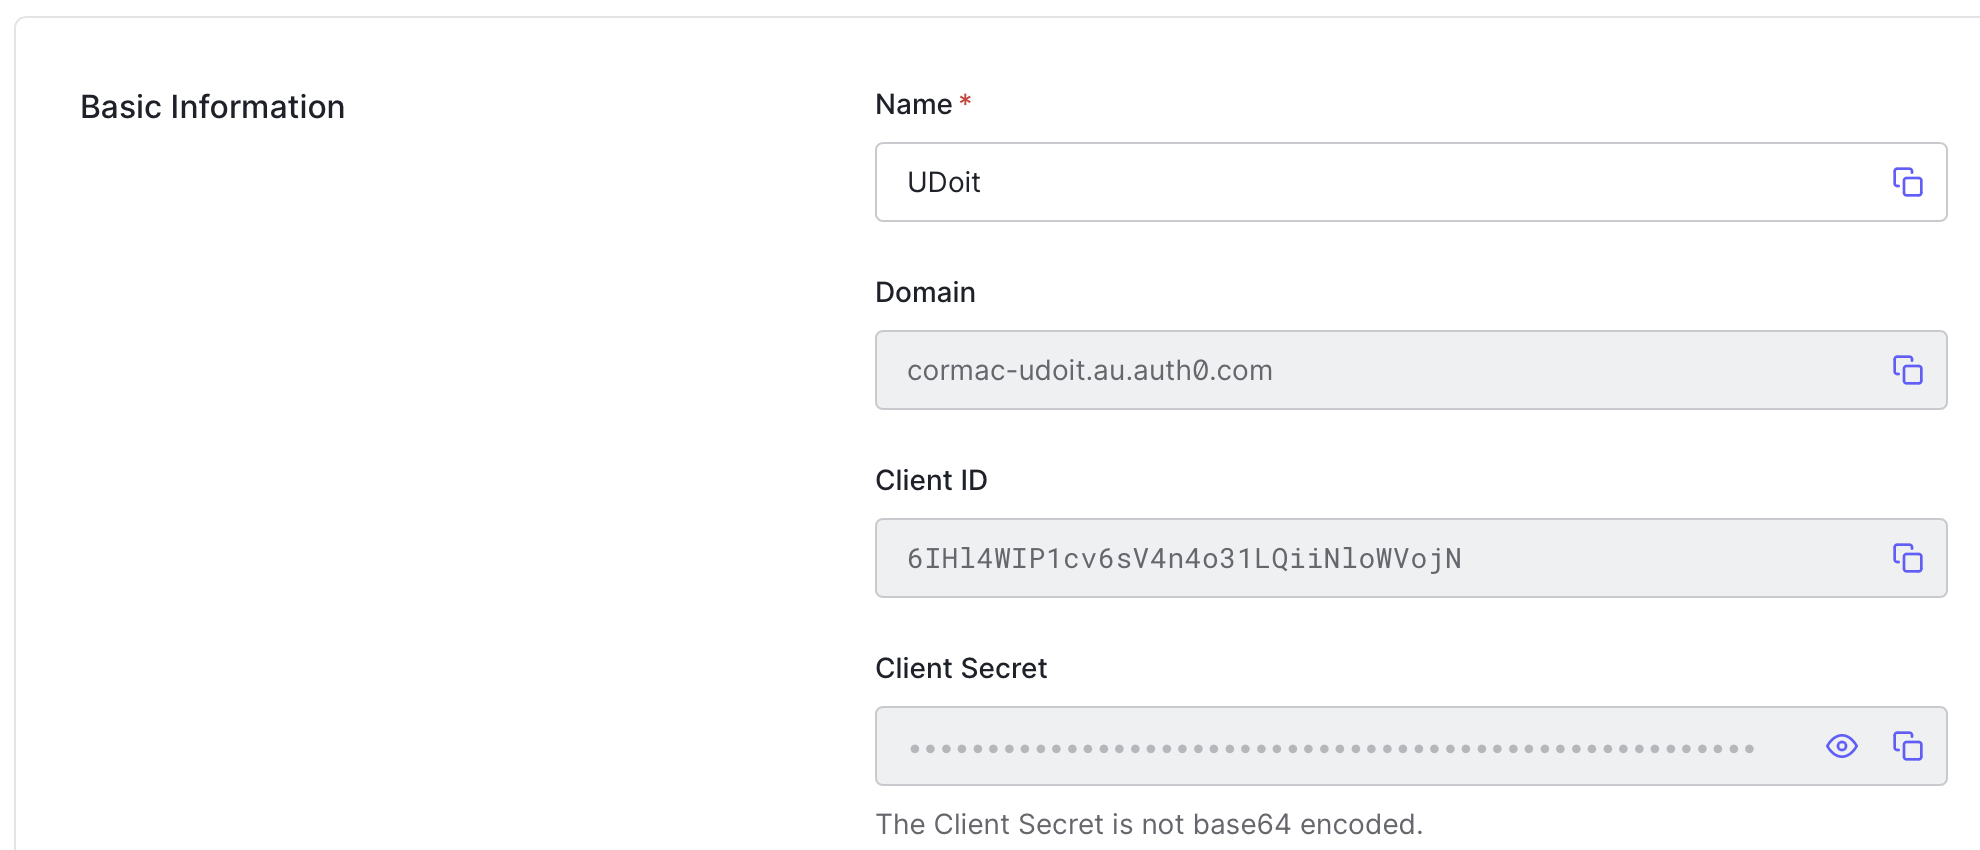 Basic Information
Name *
UDoit
Domain
cormac-udoit.au.auth0.com
Client ID
6IHl4WIP1cv6sV4n4o31LQiiNloWVojN
Client Secret
••••••••••••••••••••••••••••••••••••••••••••••••••••••
The Client Secret is not base64 encoded.